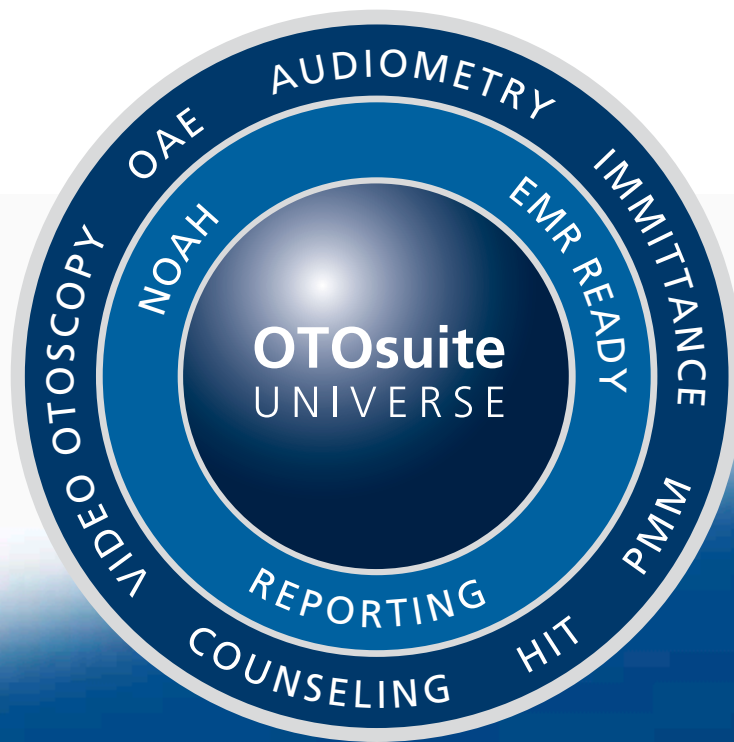 AUDIOMETRY
IMMITTANCE
PMM
HIT
COUNSELING
VIDEO OTOSCOPY
OAE
NOAH
EMR READY
REPORTING
OTOsuite
UNIVERSE